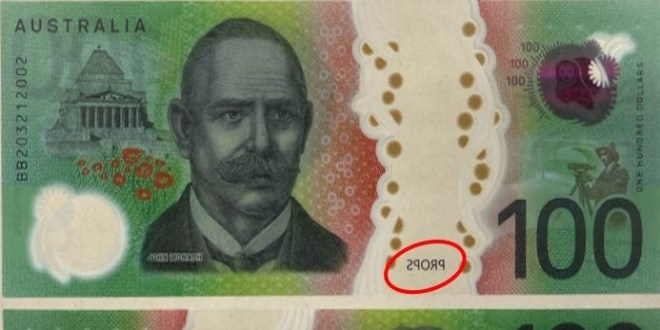 AUSTRALIA
BB203212002
100
100
100
ONE HUNDRED DOLLARS
JOHN MONASH
PROPS
100